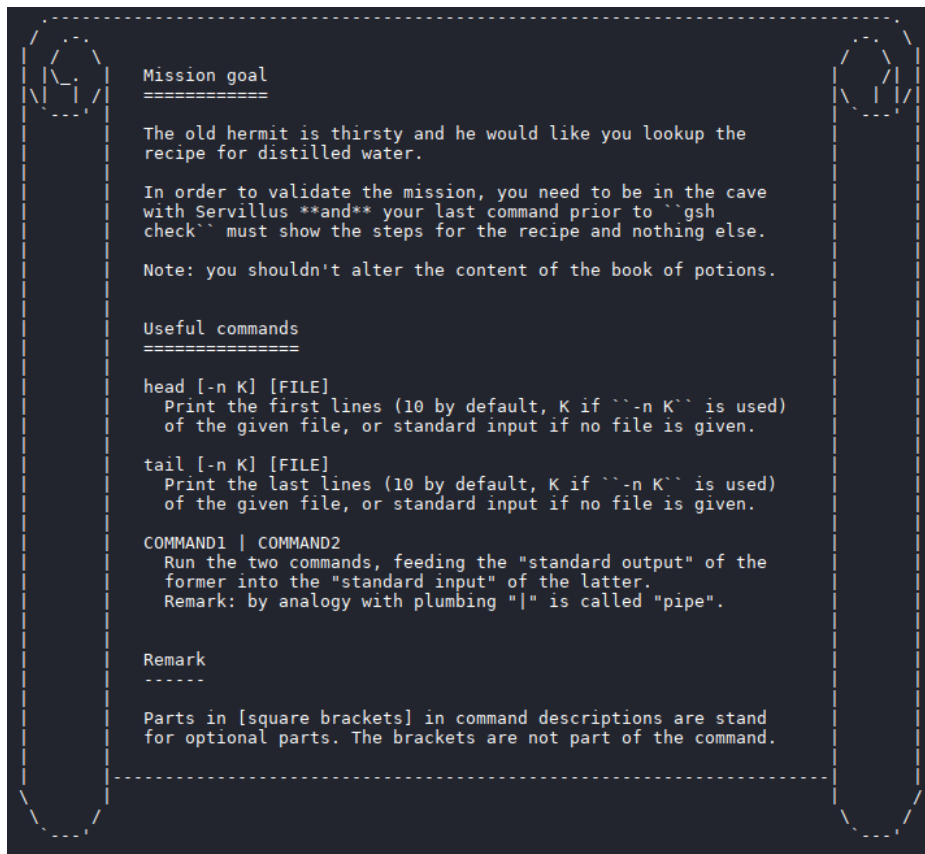 Mission goal
============
The old hermit is thirsty and he would like you lookup the
recipe for distilled water.
In order to validate the mission, you need to be in the cave
with Servillus **and** your last command prior to ``gsh
check`` must show the steps for the recipe and nothing else.
Note: you shouldn't alter the content of the book of potions.
Useful commands
===============
head [-n K] [FILE]
Print the first lines (10 by default, K if ``-n K`` is used)
of the given file, or standard input if no file is given.
tail [-n K] [FILE]
Print the last lines (10 by default, K if ``-n K`` is used)
of the given file, or standard input if no file is given.
COMMAND1 | COMMAND2
Run the two commands, feeding the "standard output" of the
former into the "standard input" of the latter.
Remark: by analogy with plumbing "|" is called "pipe".
Remark
------
Parts in [square brackets] in command descriptions are stand
for optional parts. The brackets are not part of the command.